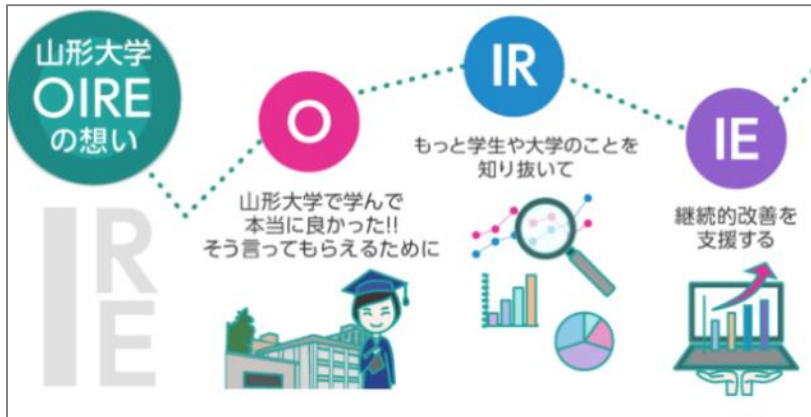 山形大学
OIRE
の想い
O
山形大学で学んで
本当に良かった!!
そう言ってもらえるために
IR
もっと学生や大学のことを
知り抜いて
IE
継続的改善を
支援する
IR
E